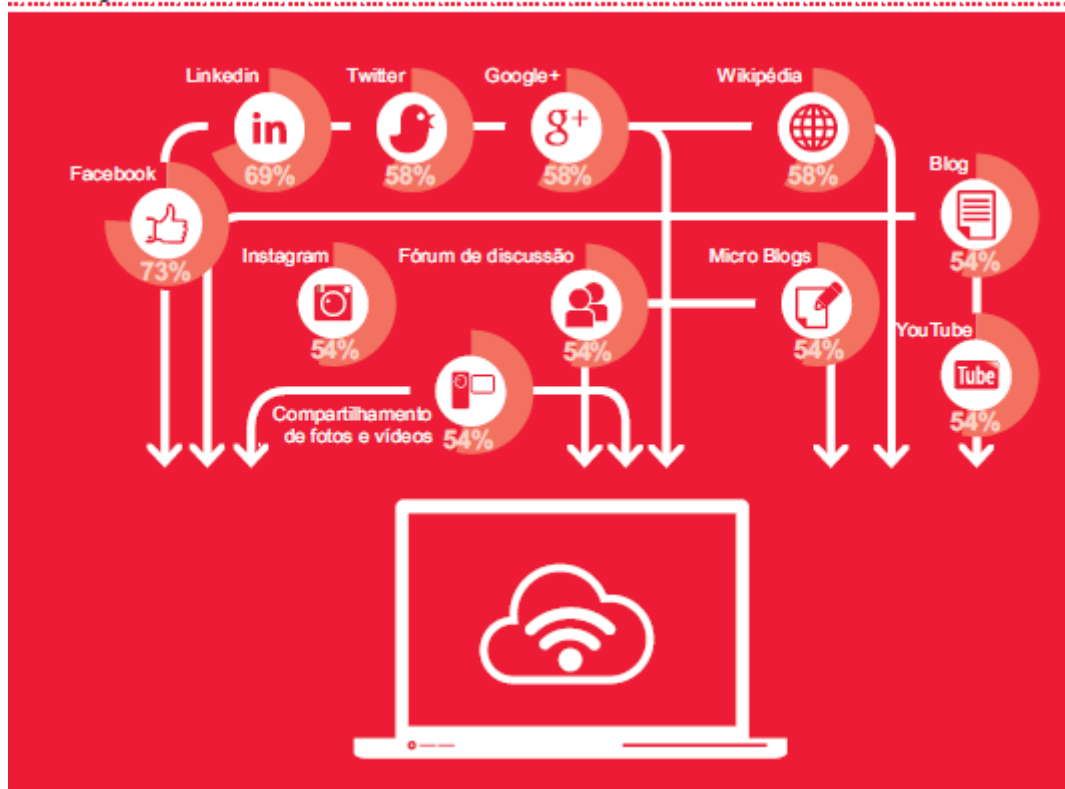 Linkedin
Twitter
Google+
Wikipédia
in
g+
69%
58%
58%
58%
Facebook
Blog
73%
54%
Instagram
Fórum de discussão
Micro Blogs
54%
54%
54%
YouTube
Tube
54%
Compartilhamento
de fotos e vídeos
54%